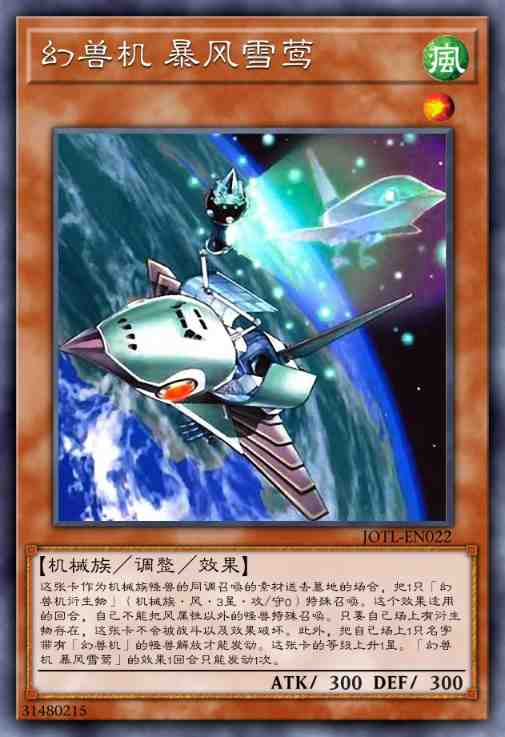 幻兽机 暴风雪莺
風
JOTL-EN022
【机械族／调整／效果】
这张卡作为机械族怪兽的同调召唤的素材送去墓地的场合，把1只「幻
兽机衍生物」（机械族·风·3星·攻/守0）特殊召唤。这个效果适用
的回合，自己不能把风属性以外的怪兽特殊召唤。只要自己场上有衍生
物存在，这张卡不会被战斗以及效果破坏。此外，把自己场上1只名字
带有「幻兽机」的怪兽解放才能发动。这张卡的等级上升1星。「幻兽
机 暴风雪莺」的效果1回合只能发动1次。
ATK/ 300 DEF/ 300
31480215